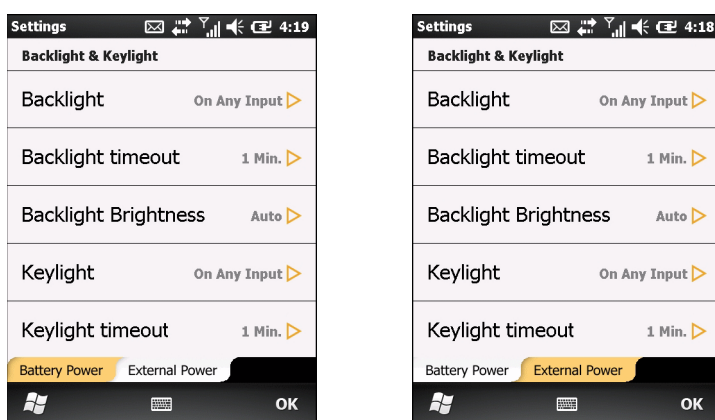 Settings 4:19
Backlight & Keylight
Backlight On Any Input
Backlight timeout 1 Min.
Backlight Brightness Auto
Keylight On Any Input
Keylight timeout 1 Min.
Battery Power External Power
OK
Settings 4:18
Backlight & Keylight
Backlight On Any Input
Backlight timeout 1 Min.
Backlight Brightness Auto
Keylight On Any Input
Keylight timeout 1 Min.
Battery Power External Power
OK